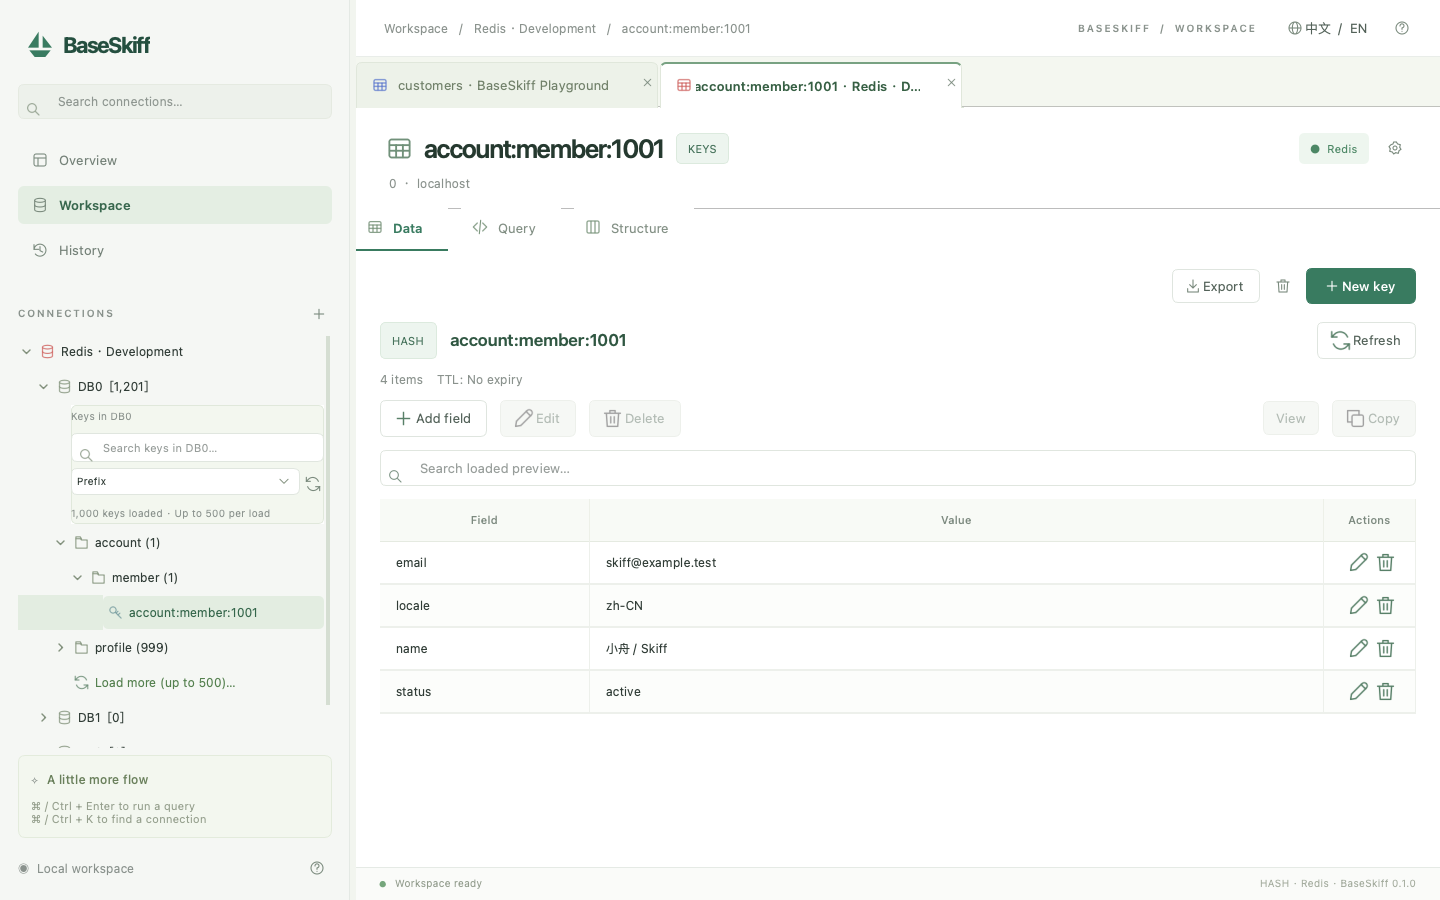 BaseSkiff
Search connections...
Overview
Workspace
History
CONNECTIONS
Redis · Development
DB0 [1,201]
Keys in DB0
Search keys in DB0...
Prefix
1,000 keys loaded · Up to 500 per load
account (1)
member (1)
account:member:1001
profile (999)
Load more (up to 500)...
DB1 [0]
A little more flow
⌘ / Ctrl + Enter to run a query
⌘ / Ctrl + K to find a connection
Local workspace
Workspace / Redis · Development / account:member:1001
BASESKIFF / WORKSPACE
中文 / EN
customers · BaseSkiff Playground
account:member:1001 · Redis · D...
account:member:1001 KEYS
Redis
0 · localhost
Data Query Structure
Export
New key
HASH account:member:1001
Refresh
4 items TTL: No expiry
Add field Edit Delete View Copy
Search loaded preview...
Field Value Actions
email skiff@example.test
locale zh-CN
name 小舟 / Skiff
status active
Workspace ready
HASH · Redis · BaseSkiff 0.1.0